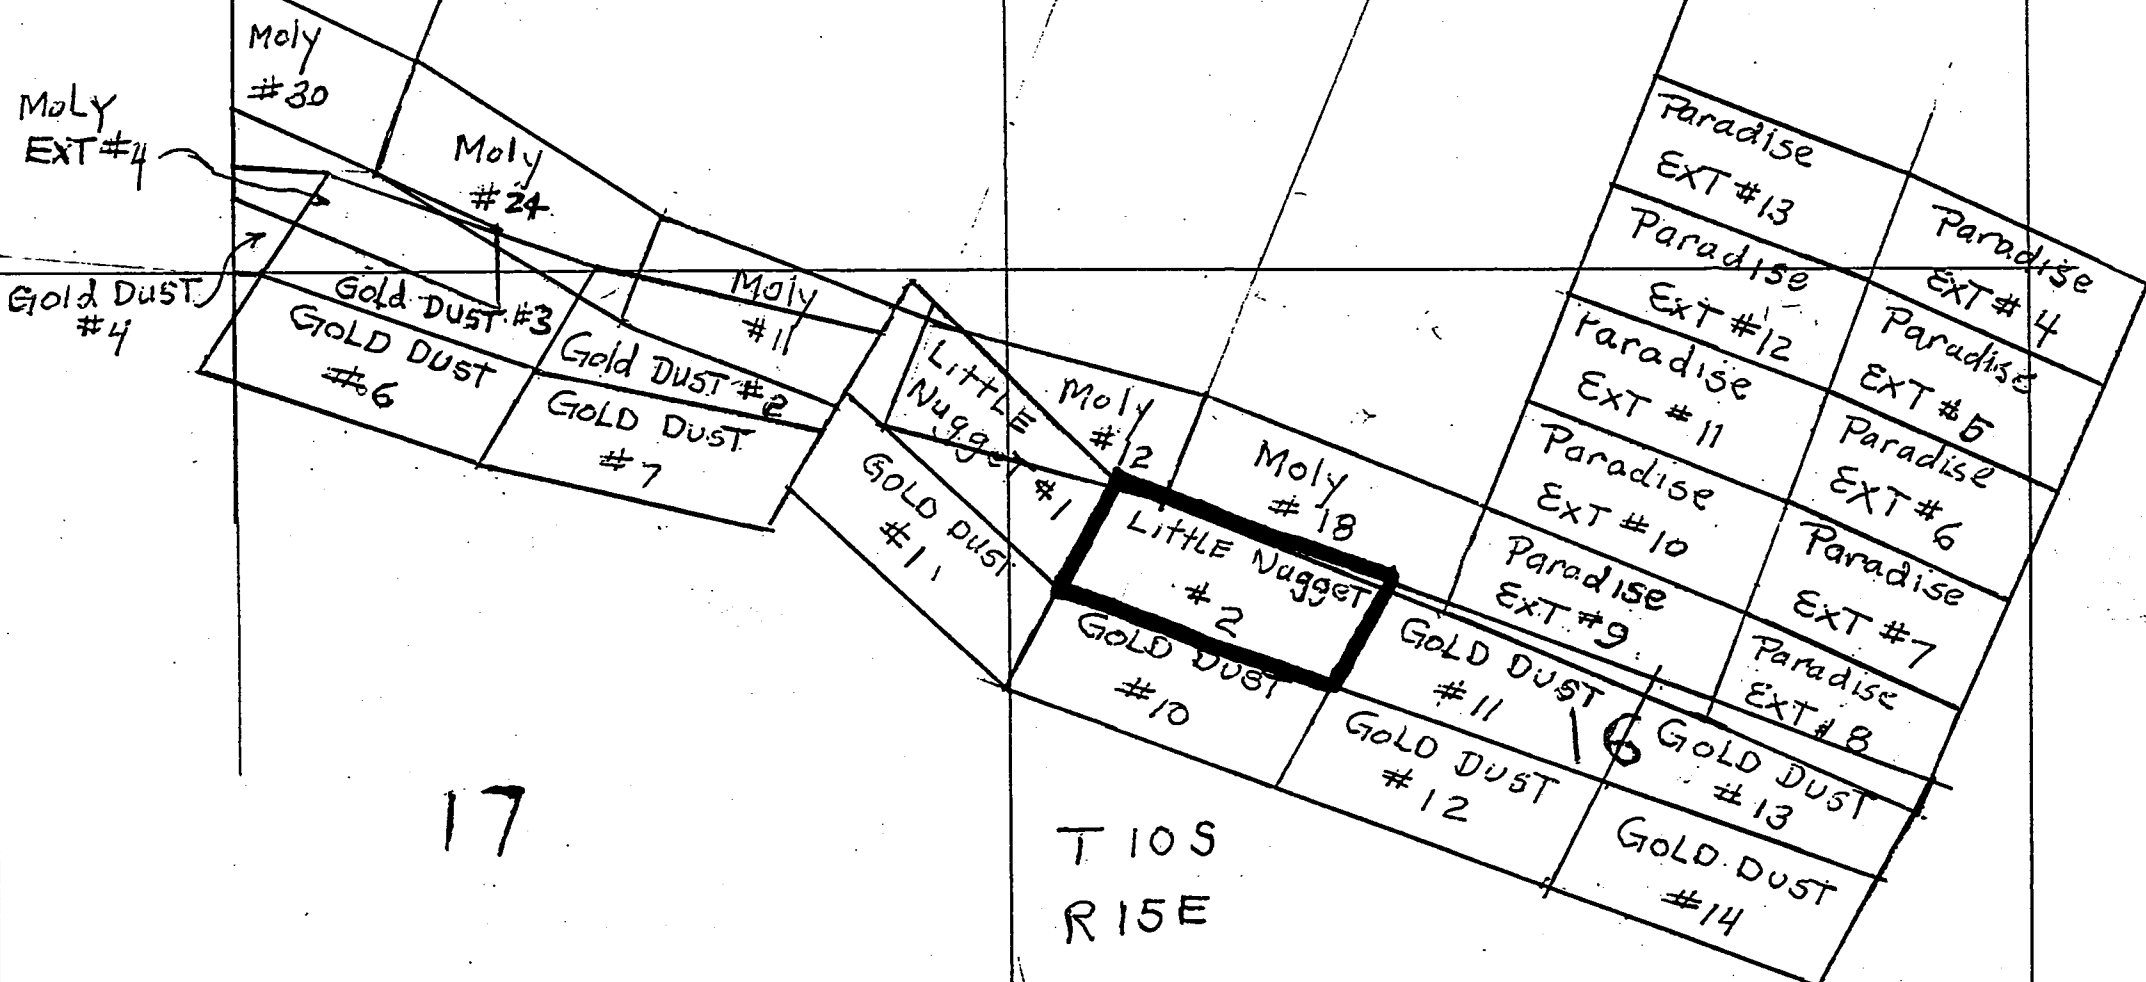 Moly
#30
MoLY
EXT #4
Moly
#24
Gold DUST
#4
Gold DUST #3
GOLD DUST
#6
Gold DUST #2
GOLD DUST
#7
Moly
#11
LITTLE
Nugget #1
GOLD DUST
#1
Moly
#12
Moly
#18
LITTLE NuggeT
#2
GOLD DUST
#10
GOLD DUST
#11
GOLD DUST
#12
16
GOLD DUST
#13
GOLD DUST
#14
Paradise
EXT #13
Paradise
EXT #12
Paradise
EXT #11
Paradise
EXT #10
Paradise
EXT #9
Paradise
EXT #4
Paradise
EXT #5
Paradise
EXT #6
Paradise
EXT #7
Paradise
EXT #8
17
T 10 S
R 15 E